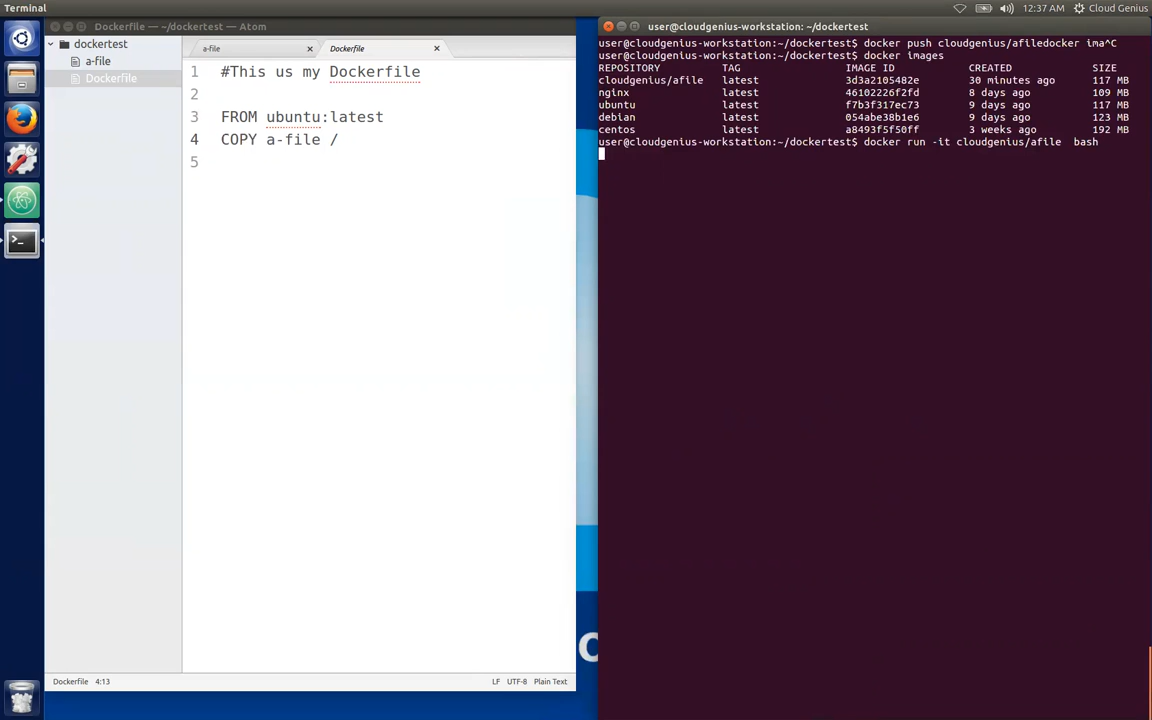 Terminal
12:37 AM
Cloud Genius
Dockerfile — ~/dockertest — Atom
dockertest
a-file
Dockerfile
a-file
Dockerfile
1 #This us my Dockerfile
2
3 FROM ubuntu:latest
4 COPY a-file /
5
Dockerfile 4:13
LF UTF-8 Plain Text
user@cloudgenius-workstation: ~/dockertest
user@cloudgenius-workstation:~/dockertest$ docker push cloudgenius/afiledocker ima^C
user@cloudgenius-workstation:~/dockertest$ docker images
REPOSITORY TAG IMAGE ID CREATED SIZE
cloudgenius/afile latest 3d3a2105482e 30 minutes ago 117 MB
nginx latest 46102226f2fd 8 days ago 109 MB
ubuntu latest f7b3f317ec73 9 days ago 117 MB
debian latest 054abe38b1e6 9 days ago 123 MB
centos latest a8493f5f50ff 3 weeks ago 192 MB
user@cloudgenius-workstation:~/dockertest$ docker run -it cloudgenius/afile  bash